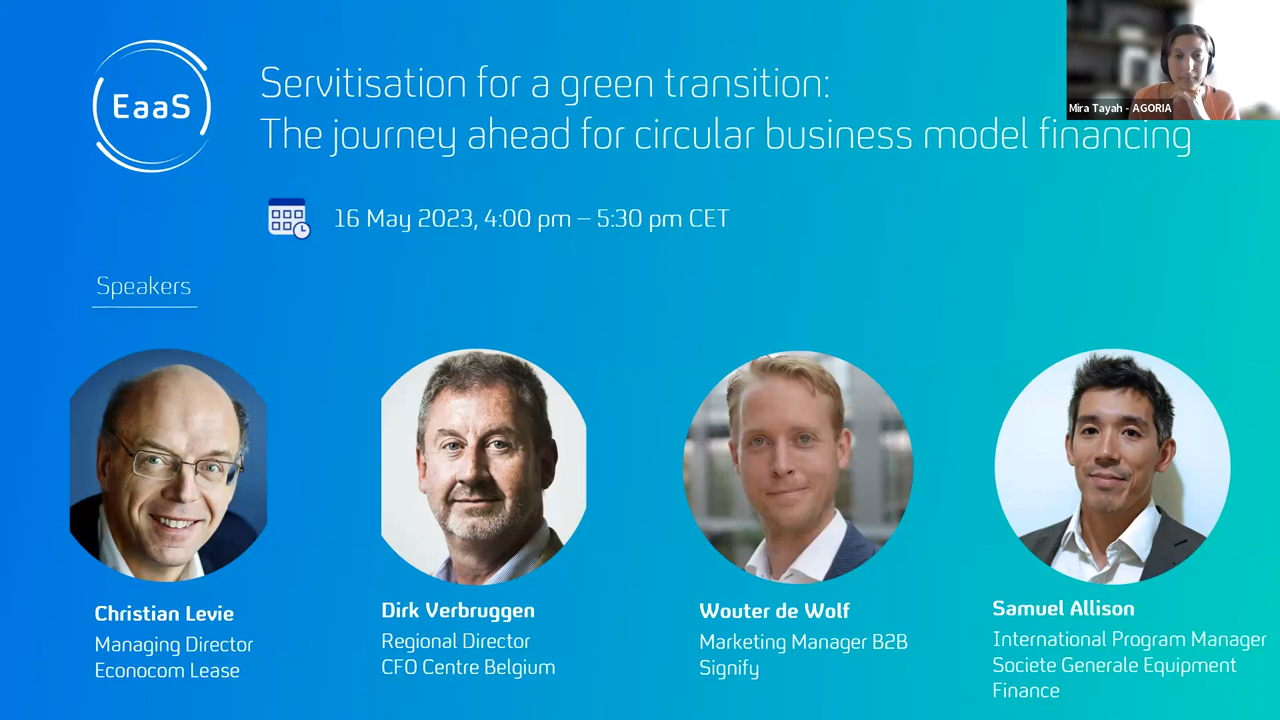 EaaS
Servitisation for a green transition:
The journey ahead for circular business model financing
Mira Tayah - AGORIA
16 May 2023, 4:00 pm – 5:30 pm CET
Speakers
Christian Levie
Managing Director
Econocom Lease
Dirk Verbruggen
Regional Director
CFO Centre Belgium
Wouter de Wolf
Marketing Manager B2B
Signify
Samuel Allison
International Program Manager
Societe Generale Equipment
Finance